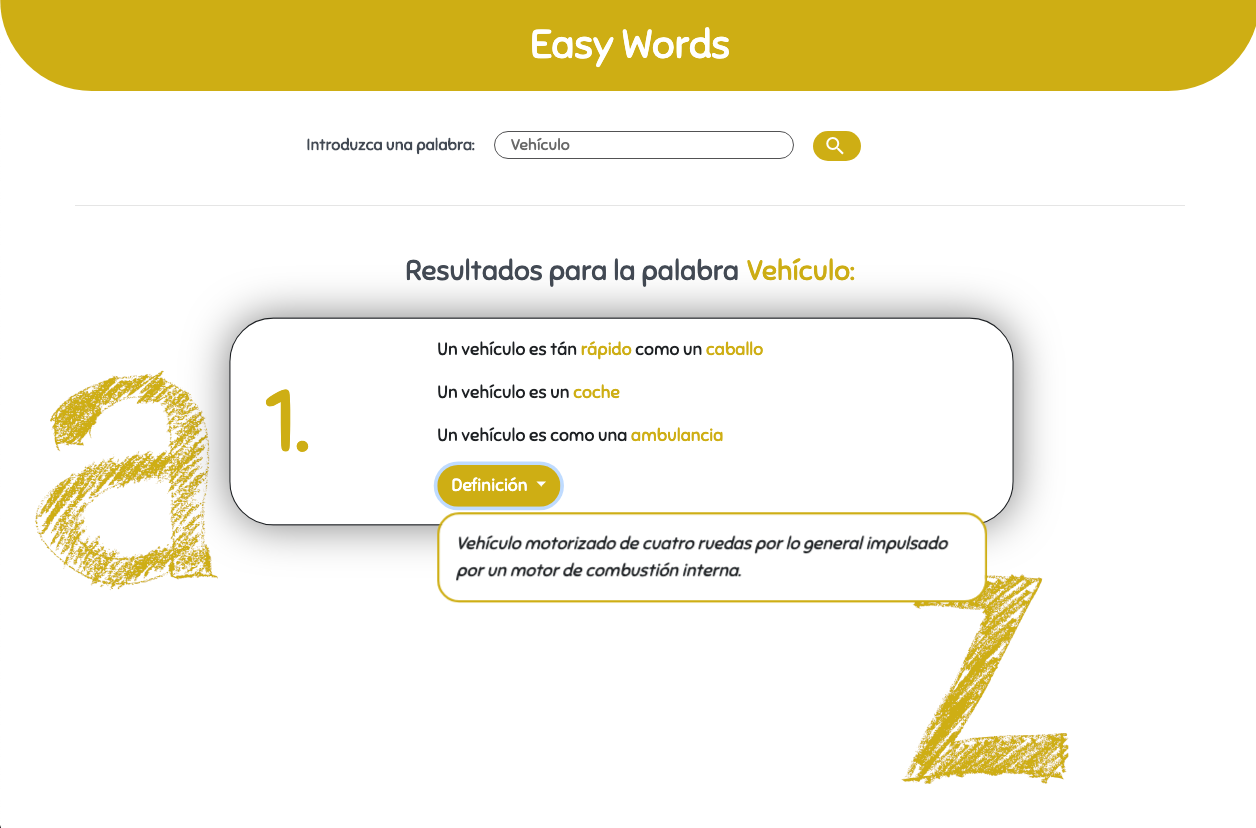 Easy Words
Introduzca una palabra: Vehículo
Resultados para la palabra Vehículo:
1.
Un vehículo es tán rápido como un caballo
Un vehículo es un coche
Un vehículo es como una ambulancia
Definición
Vehículo motorizado de cuatro ruedas por lo general impulsado
por un motor de combustión interna.
a
z